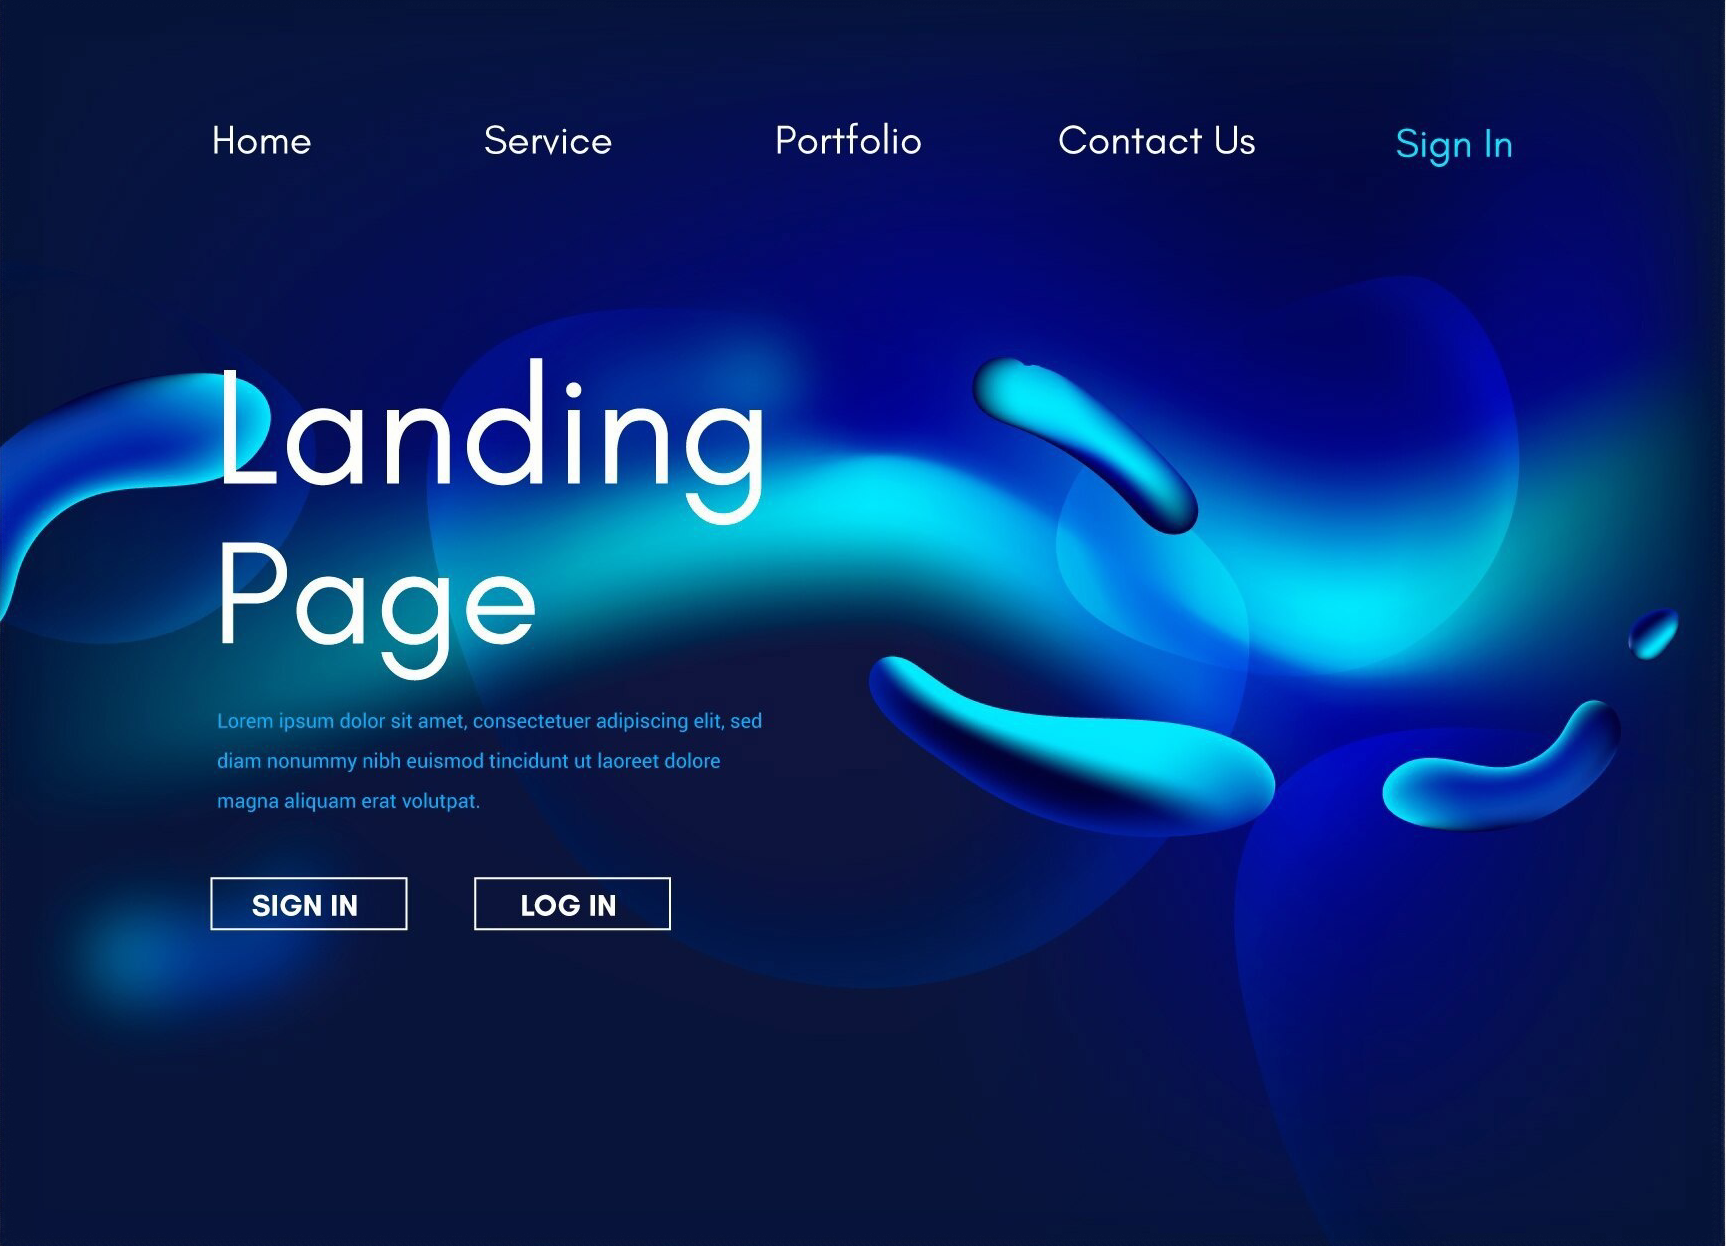 Home Service Portfolio Contact Us Sign In
Landing
Page
Lorem ipsum dolor sit amet, consectetuer adipiscing elit, sed
diam nonummy nibh euismod tincidunt ut laoreet dolore
magna aliquam erat volutpat.
SIGN IN LOG IN